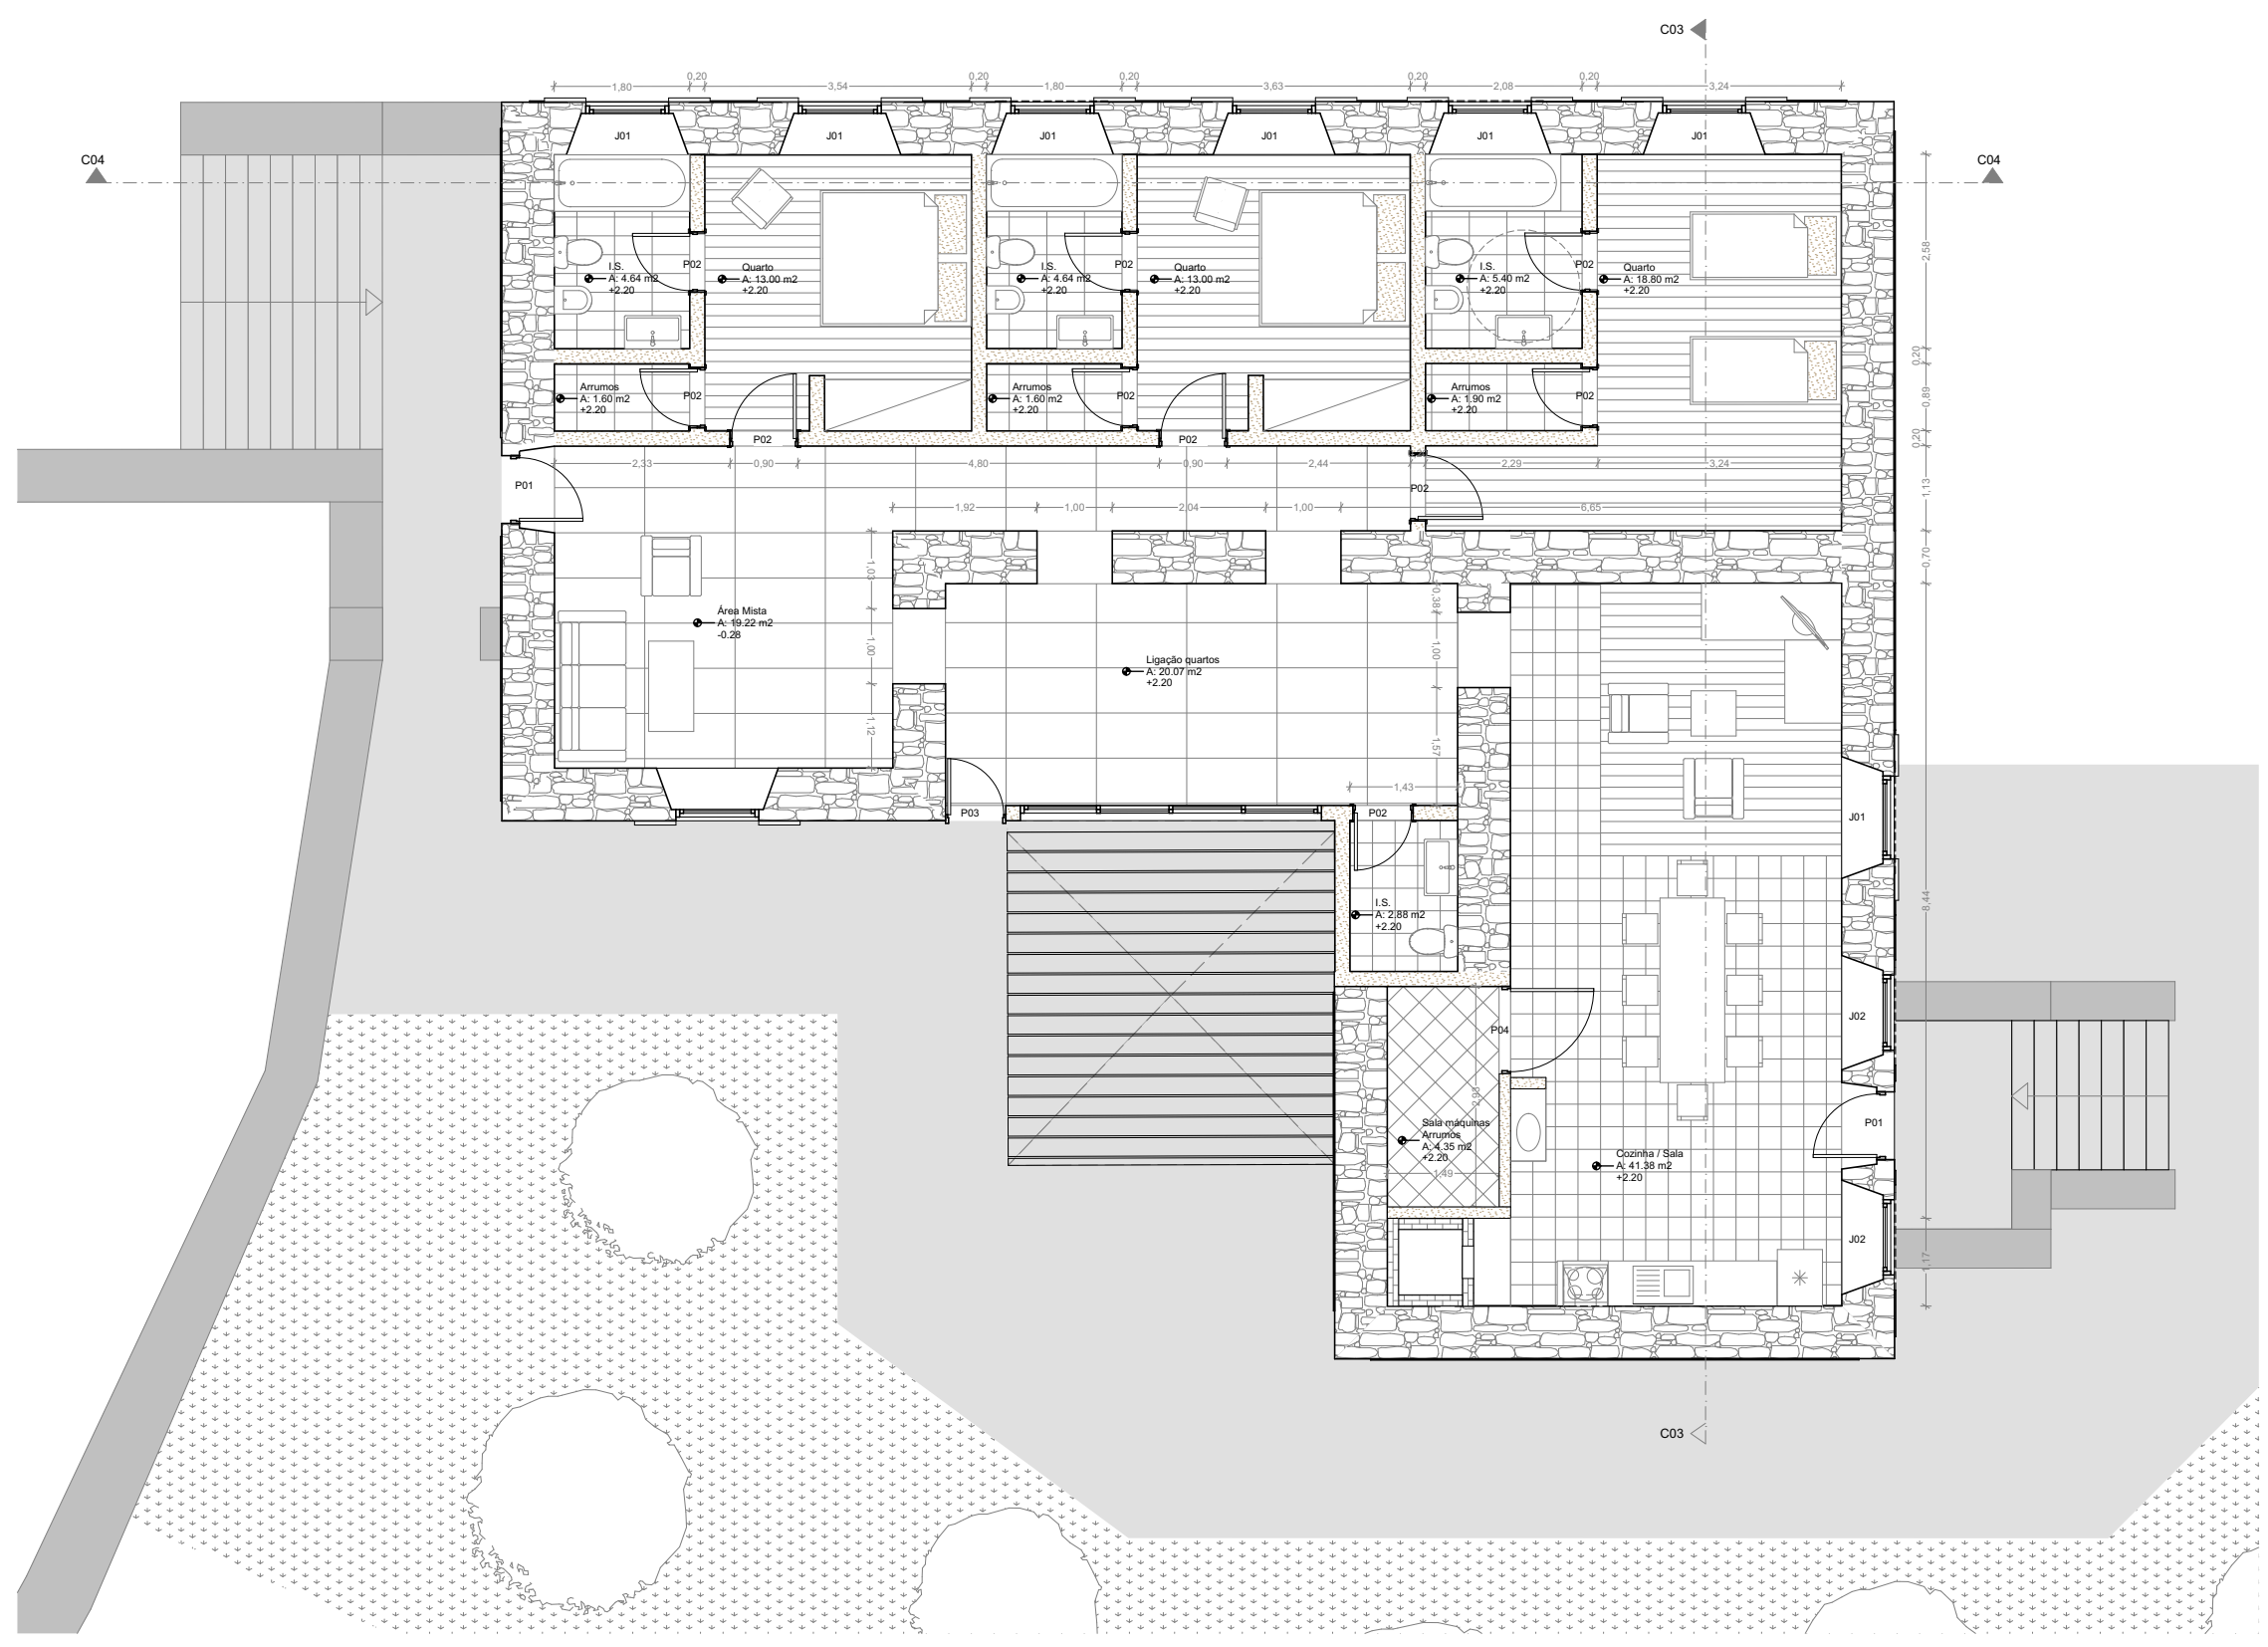 C03
0,20
0,20
0,20
0,20
0,20
1,80
3,54
1,80
3,63
2,08
3,24
J01
J01
J01
J01
J01
J01
C04
C04
2,58
I.S.
A: 4.64 m2
+2.20
P02
Quarto
A: 13.00 m2
+2.20
I.S.
A: 4.64 m2
+2.20
P02
Quarto
A: 13.00 m2
+2.20
I.S.
A: 5.40 m2
+2.20
P02
Quarto
A: 18.80 m2
+2.20
0,20
Arrumos
A: 1.60 m2
+2.20
P02
Arrumos
A: 1.60 m2
+2.20
P02
Arrumos
A: 1.90 m2
+2.20
P02
0,89
0,20
P02
P02
2,33
0,90
4,80
0,90
2,44
2,29
3,24
P01
P02
1,13
1,92
1,00
2,04
1,00
6,65
0,70
1,03
0,38
Área Mista
A: 19.22 m2
-0.28
1,00
1,00
Ligação quartos
A: 20.07 m2
+2.20
1,12
1,57
1,43
P03
P02
J01
I.S.
A: 2.88 m2
+2.20
8,44
P04
J02
2,93
Sala máquinas
Arrumos
A: 4.35 m2
+2.20
1,49
P01
Cozinha / Sala
A: 41.38 m2
+2.20
J02
1,17
C03